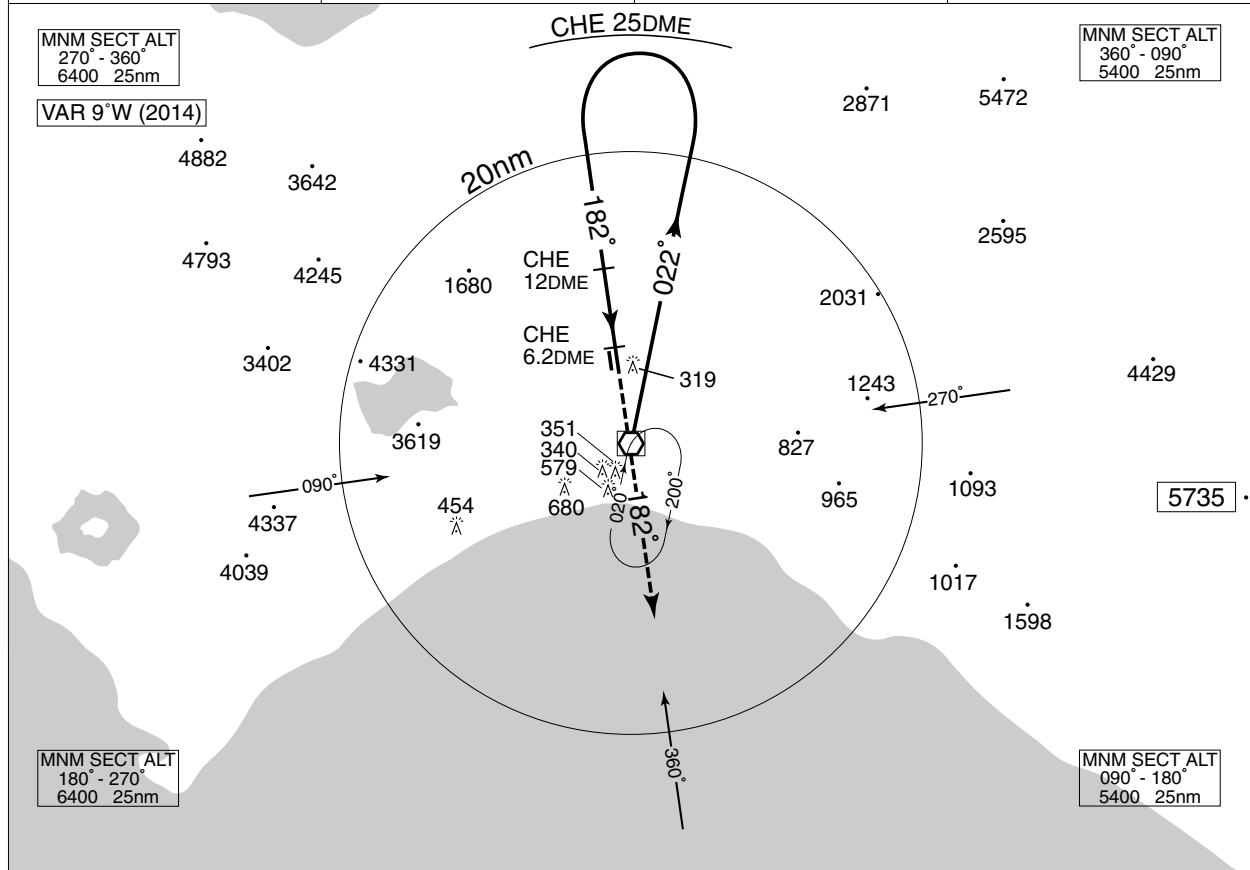 CHE 25DME
MNM SECT ALT
270° - 360°
6400 25nm
MNM SECT ALT
360° - 090°
5400 25nm
VAR 9°W (2014)
2871
5472
4882
3642
20nm
182°
022°
2595
4793
4245
CHE
12DME
1680
2031
CHE
6.2DME
3402
4331
319
4429
1243
270°
3619
351
340
579
827
090°
454
680
020°
182°
200°
965
1093
5735
4337
4039
1017
1598
360°
MNM SECT ALT
180° - 270°
6400 25nm
MNM SECT ALT
090° - 180°
5400 25nm